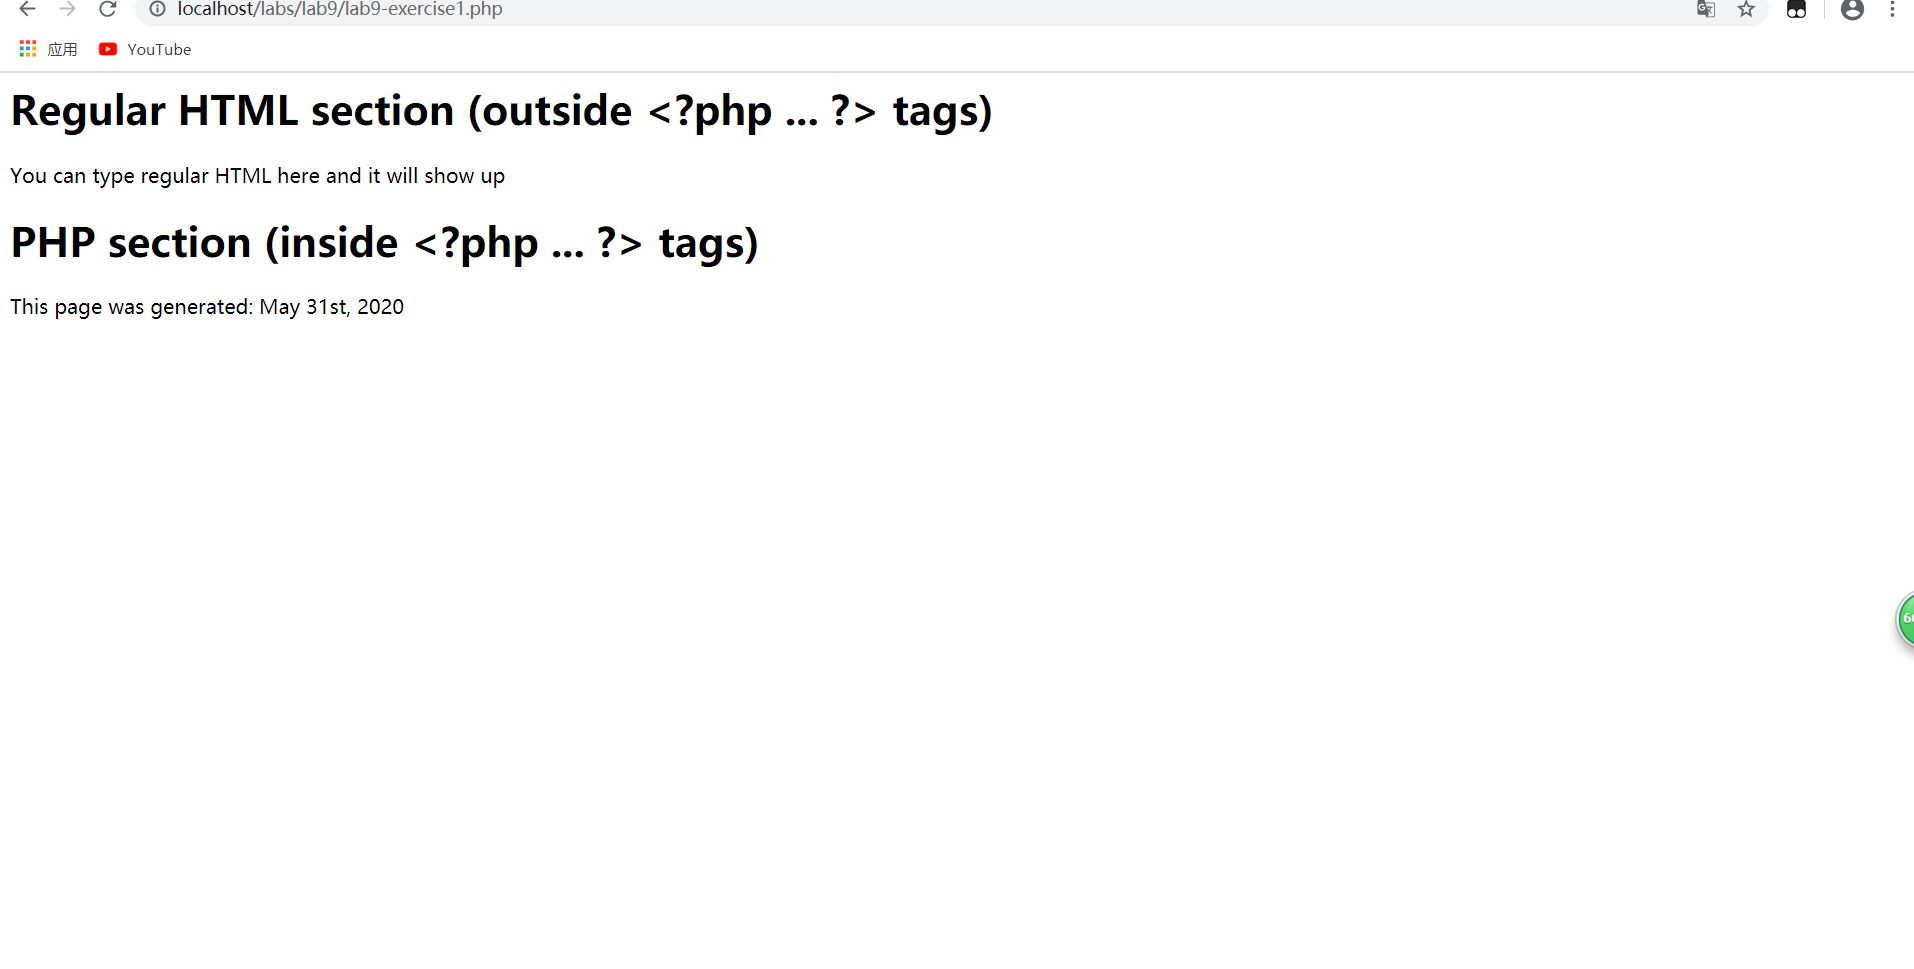 localhost/labs/lab9/lab9-exercise1.php
应用 YouTube
Regular HTML section (outside <?php ... ?> tags)
You can type regular HTML here and it will show up
PHP section (inside <?php ... ?> tags)
This page was generated: May 31st, 2020